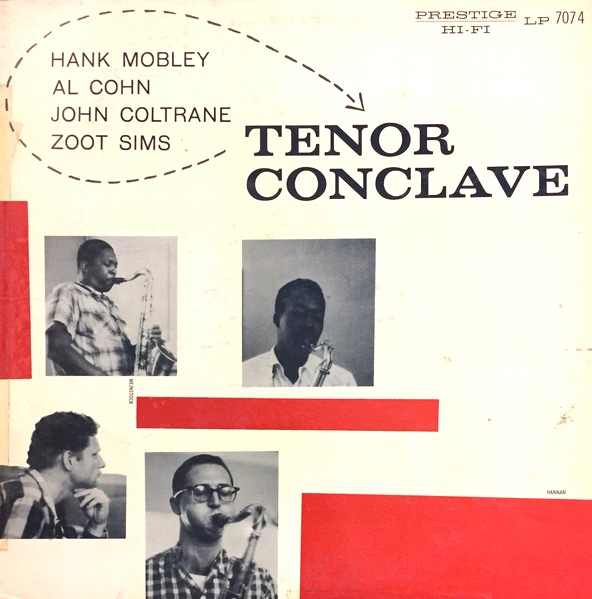 PRESTIGE LP 7074
HI-FI
HANK MOBLEY
AL COHN
JOHN COLTRANE
ZOOT SIMS
TENOR
CONCLAVE
WEINSTOCK
HANNAN